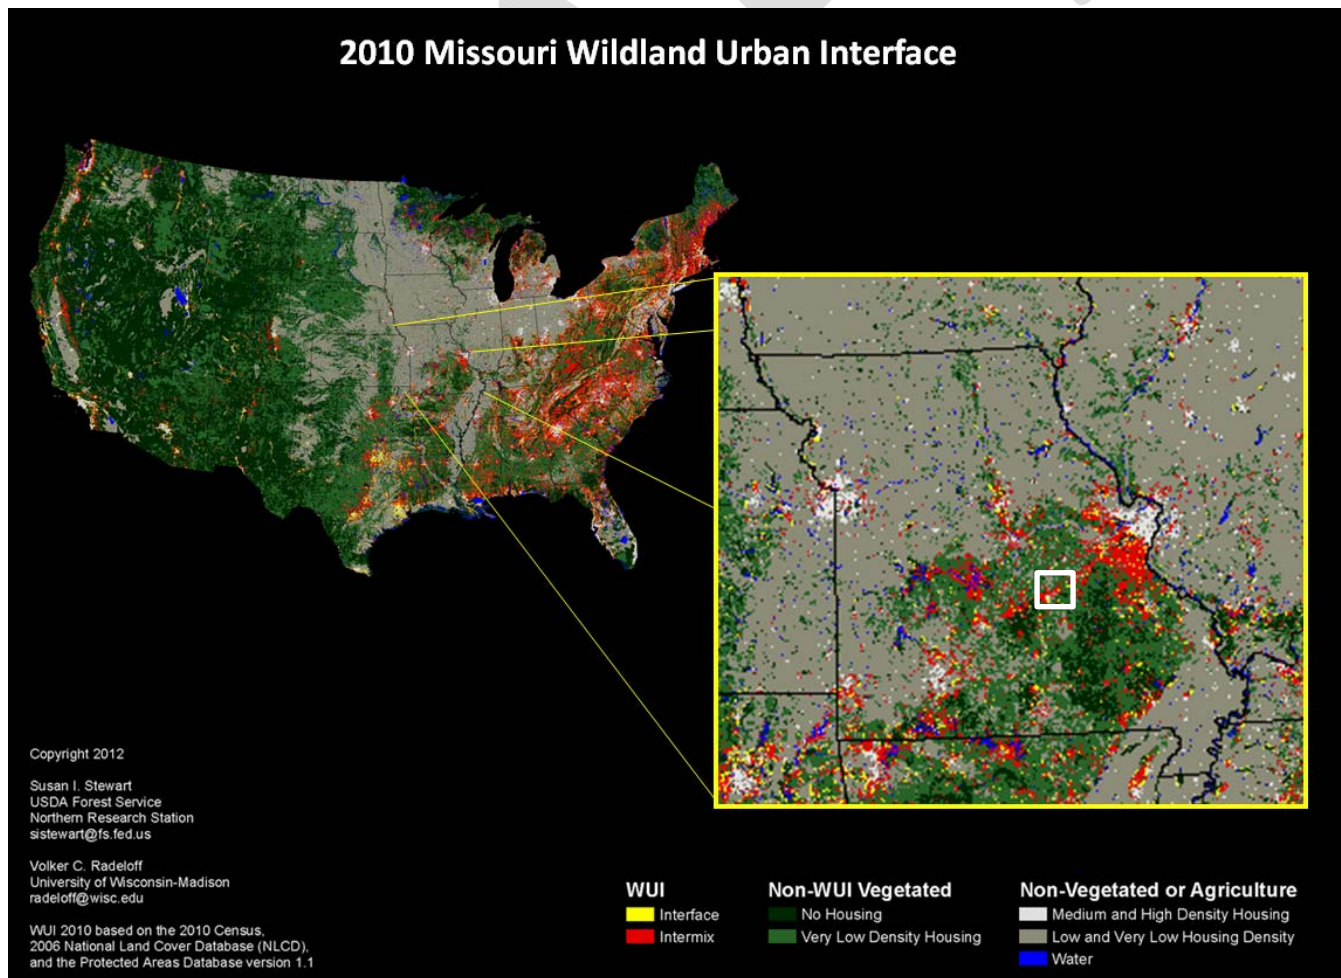 2010 Missouri Wildland Urban Interface
Copyright 2012
Susan I. Stewart
USDA Forest Service
Northern Research Station
sistewart@fs.fed.us
Volker C. Radeloff
University of Wisconsin-Madison
radeloff@wisc.edu
WUI 2010 based on the 2010 Census,
2006 National Land Cover Database (NLCD),
and the Protected Areas Database version 1.1
WUI
Interface
Intermix
Non-WUI Vegetated
No Housing
Very Low Density Housing
Non-Vegetated or Agriculture
Medium and High Density Housing
Low and Very Low Housing Density
Water